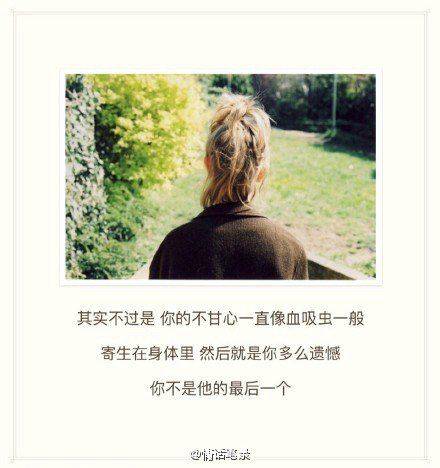 其实不过是 你的不甘心一直像血吸虫一般
寄生在身体里 然后就是你多么遗憾
你不是他的最后一个